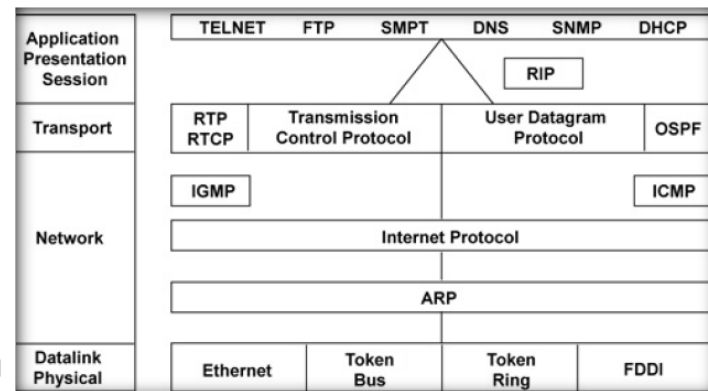 Application
Presentation
Session
TELNET FTP SMPT DNS SNMP DHCP
RIP
Transport
RTP
RTCP
Transmission
Control Protocol
User Datagram
Protocol
OSPF
Network
IGMP
ICMP
Internet Protocol
ARP
Datalink
Physical
Ethernet
Token
Bus
Token
Ring
FDDI